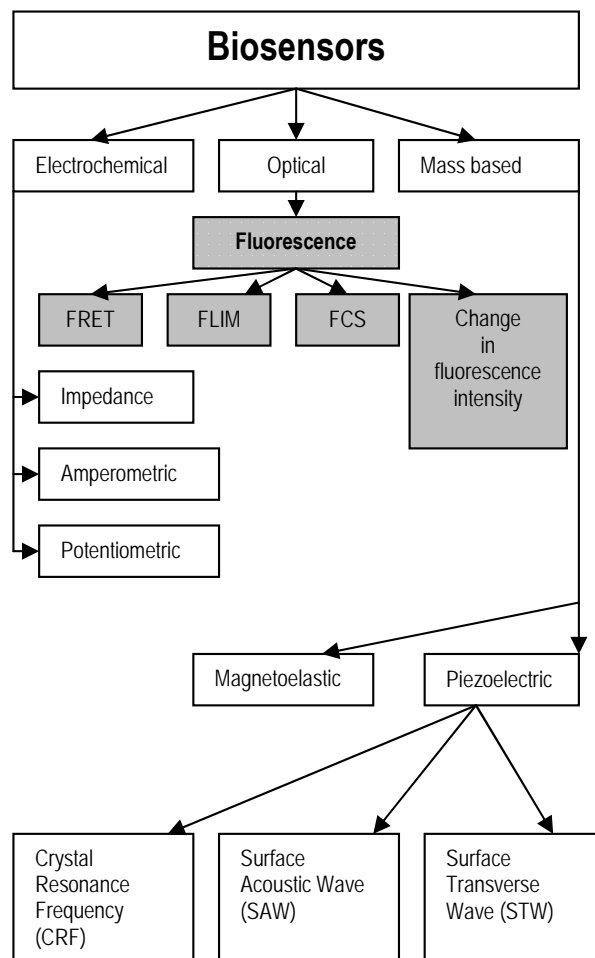 Biosensors
Electrochemical
Optical
Mass based
Fluorescence
FRET
FLIM
FCS
Change
in
fluorescence
intensity
Impedance
Amperometric
Potentiometric
Magnetoelastic
Piezoelectric
Crystal
Resonance
Frequency
(CRF)
Surface
Acoustic Wave
(SAW)
Surface
Transverse
Wave (STW)